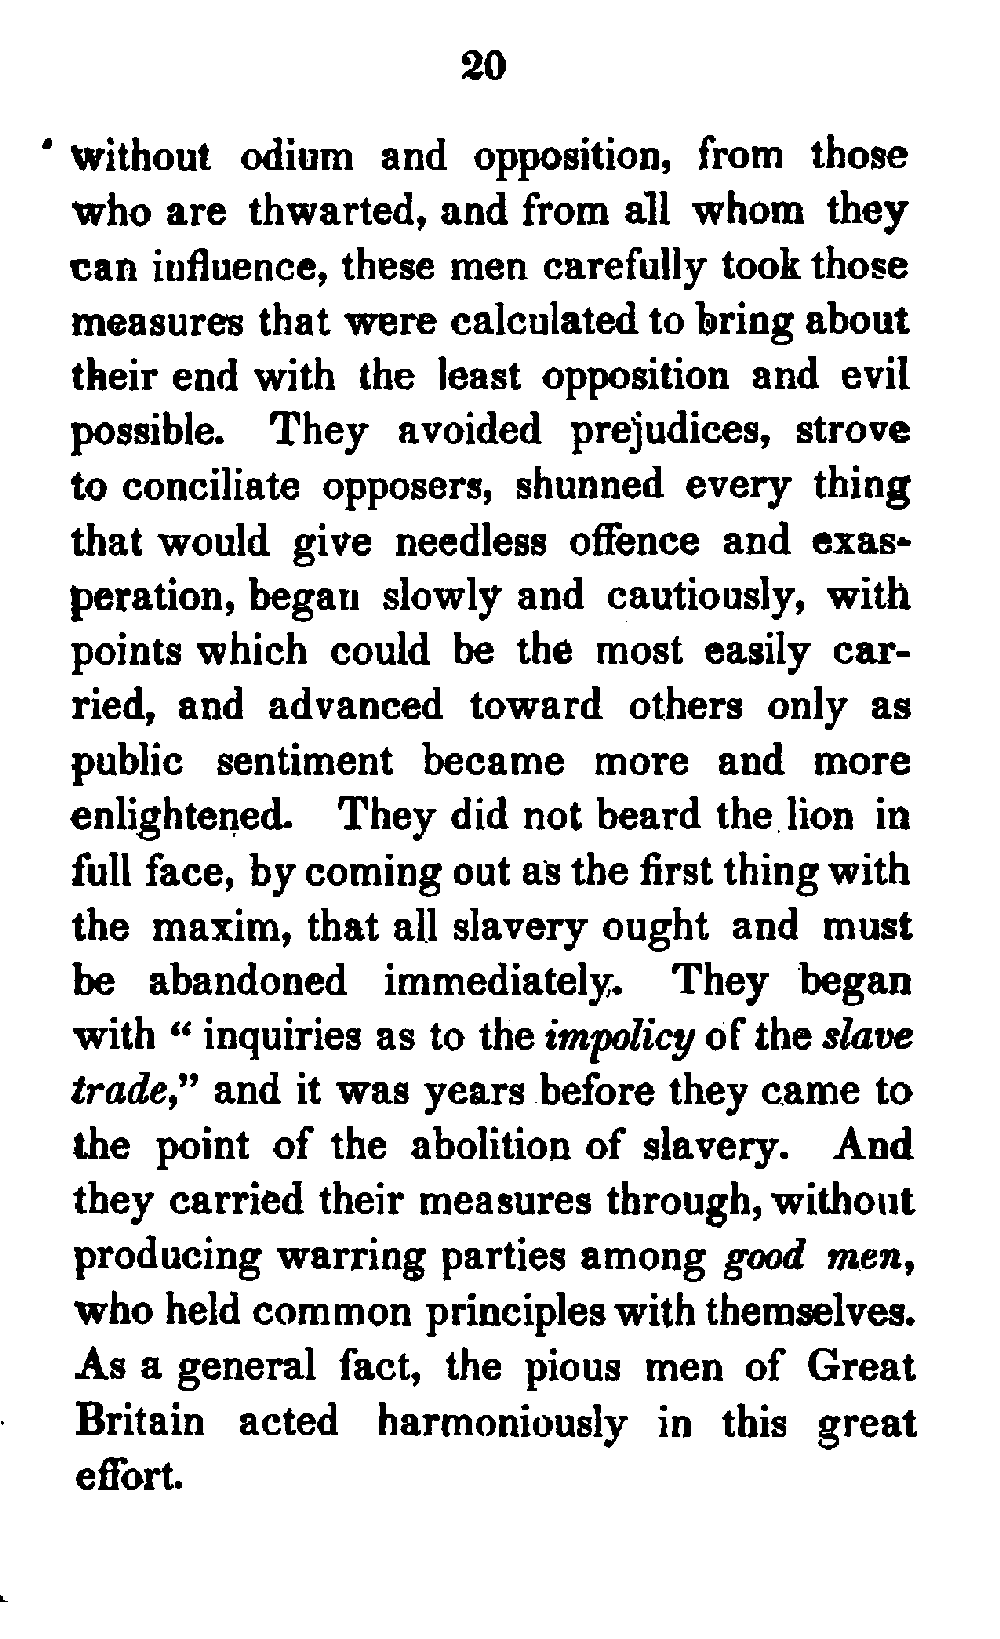 20
without odium and opposition, from those
who are thwarted, and from all whom they
can influence, these men carefully took those
measures that were calculated to bring about
their end with the least opposition and evil
possible. They avoided prejudices, strove
to conciliate opposers, shunned every thing
that would give needless offence and exas-
peration, began slowly and cautiously, with
points which could be the most easily car-
ried, and advanced toward others only as
public sentiment became more and more
enlightened. They did not beard the lion in
full face, by coming out as the first thing with
the maxim, that all slavery ought and must
be abandoned immediately. They began
with “ inquiries as to the impolicy of the slave
trade,” and it was years before they came to
the point of the abolition of slavery. And
they carried their measures through, without
producing warring parties among good men,
who held common principles with themselves.
As a general fact, the pious men of Great
Britain acted harmoniously in this great
effort.